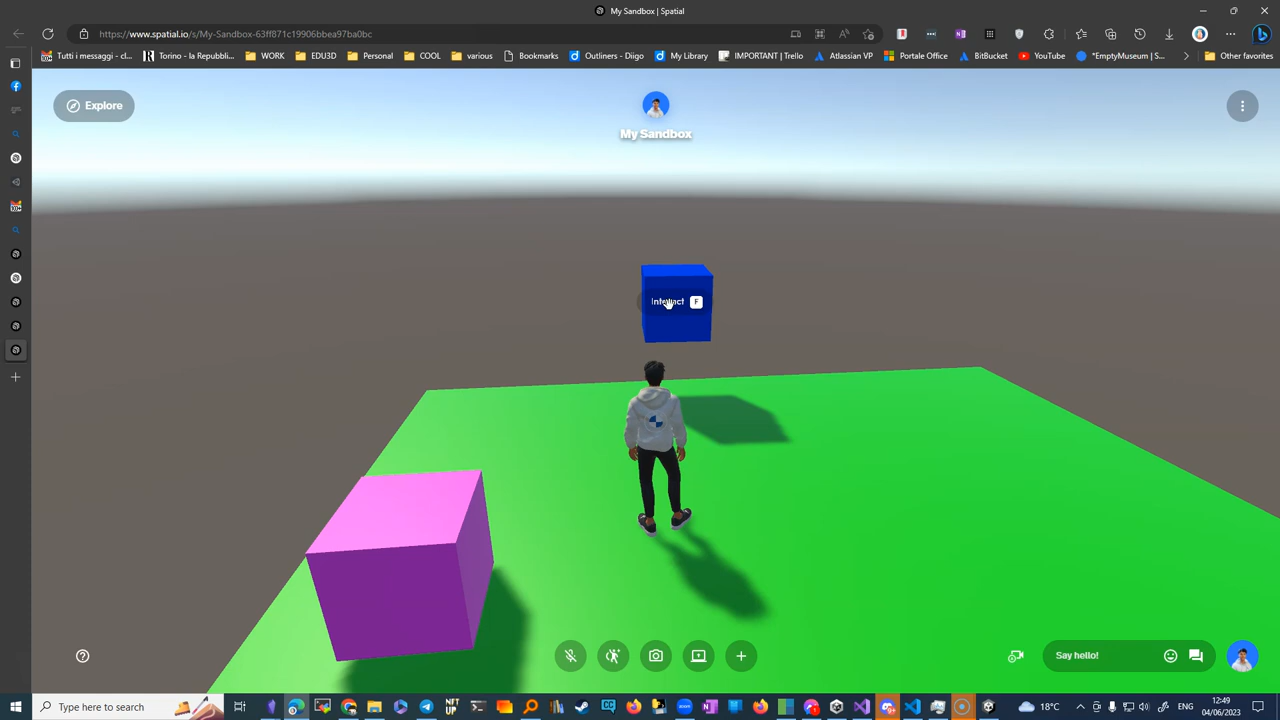 My Sandbox | Spatial
https://www.spatial.io/s/My-Sandbox-63ff871c19906bbea97ba0bc
Tutti i messaggi - cl...
Torino - la Repubbli...
WORK
EDU3D
Personal
COOL
various
Bookmarks
Outliners - Diigo
My Library
IMPORTANT | Trello
Atlassian VP
Portale Office
BitBucket
YouTube
*EmptyMuseum | S...
Other favorites
Explore
My Sandbox
Interact F
Say hello!
Type here to search
18°C
ENG
12:49
04/06/2023